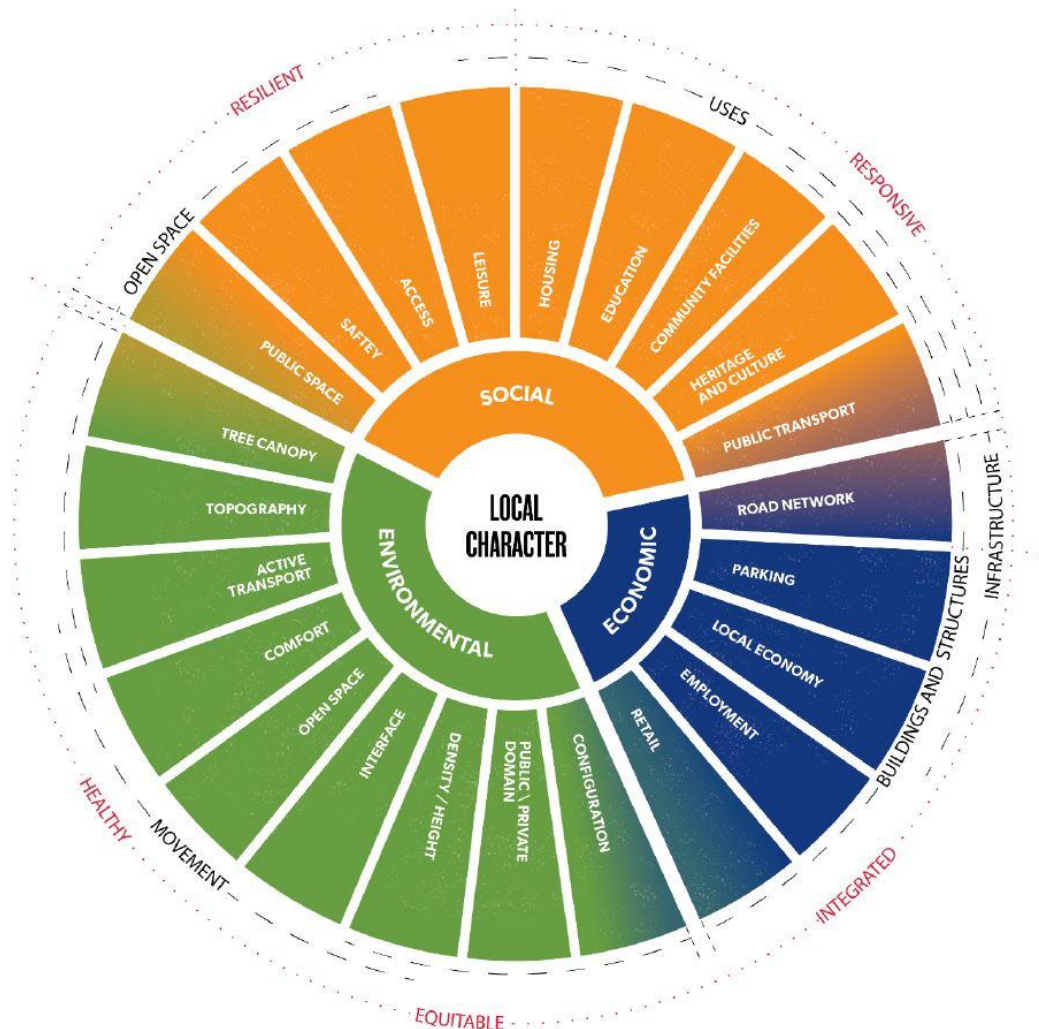 RESILIENT
USES
RESPONSIVE
OPEN SPACE
INFRASTRUCTURE
BUILDINGS AND STRUCTURES
INTEGRATED
EQUITABLE
HEALTHY
MOVEMENT
PUBLIC SPACE
SAFTEY
ACCESS
LEISURE
HOUSING
EDUCATION
COMMUNITY FACILITIES
HERITAGE
AND CULTURE
PUBLIC TRANSPORT
ROAD NETWORK
PARKING
LOCAL ECONOMY
EMPLOYMENT
RETAIL
CONFIGURATION
PUBLIC \ PRIVATE
DOMAIN
DENSITY / HEIGHT
INTERFACE
OPEN SPACE
COMFORT
ACTIVE
TRANSPORT
TOPOGRAPHY
TREE CANOPY
SOCIAL
ECONOMIC
ENVIRONMENTAL
LOCAL
CHARACTER